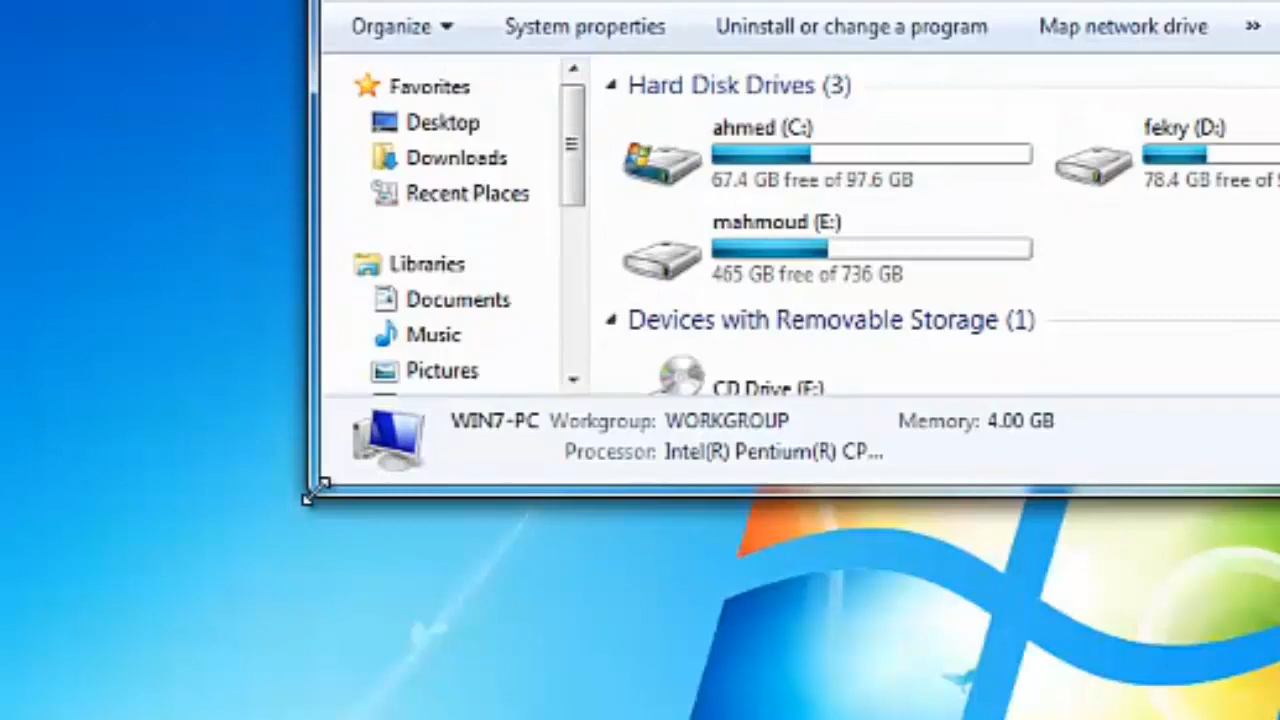 Organize System properties Uninstall or change a program Map network drive »
Favorites
Desktop
Downloads
Recent Places
Libraries
Documents
Music
Pictures
Hard Disk Drives (3)
ahmed (C:)
67.4 GB free of 97.6 GB
fekry (D:)
78.4 GB free of
mahmoud (E:)
465 GB free of 736 GB
Devices with Removable Storage (1)
CD Drive (F:)
WIN7-PC Workgroup: WORKGROUP Memory: 4.00 GB
Processor: Intel(R) Pentium(R) CP...